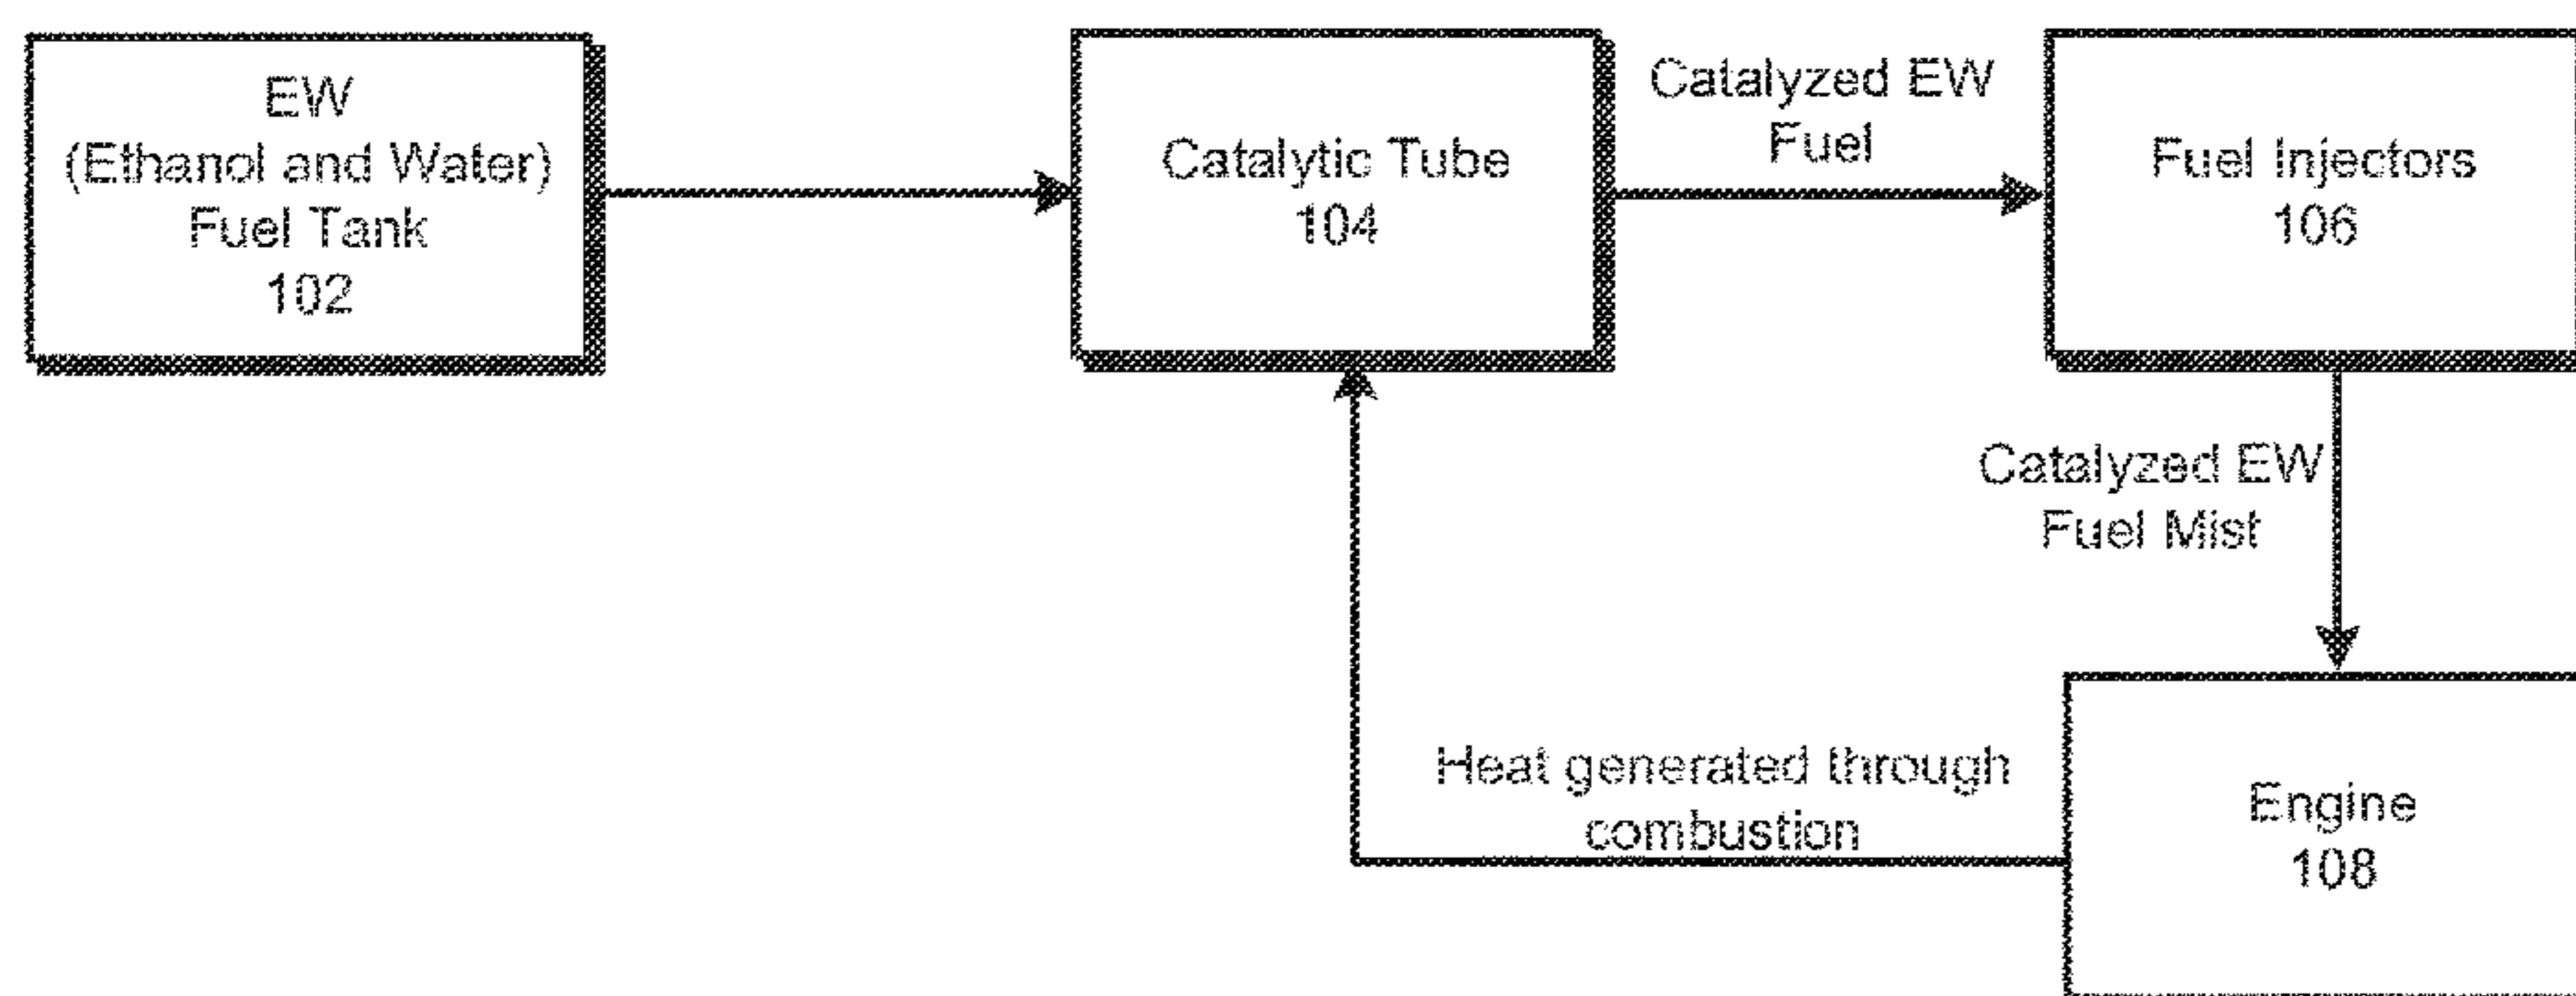 EW
(Ethanol and Water)
Fuel Tank
102
Catalytic Tube
104
Catalyzed EW
Fuel
Fuel Injectors
106
Catalyzed EW
Fuel Mist
Heat generated through
combustion
Engine
108